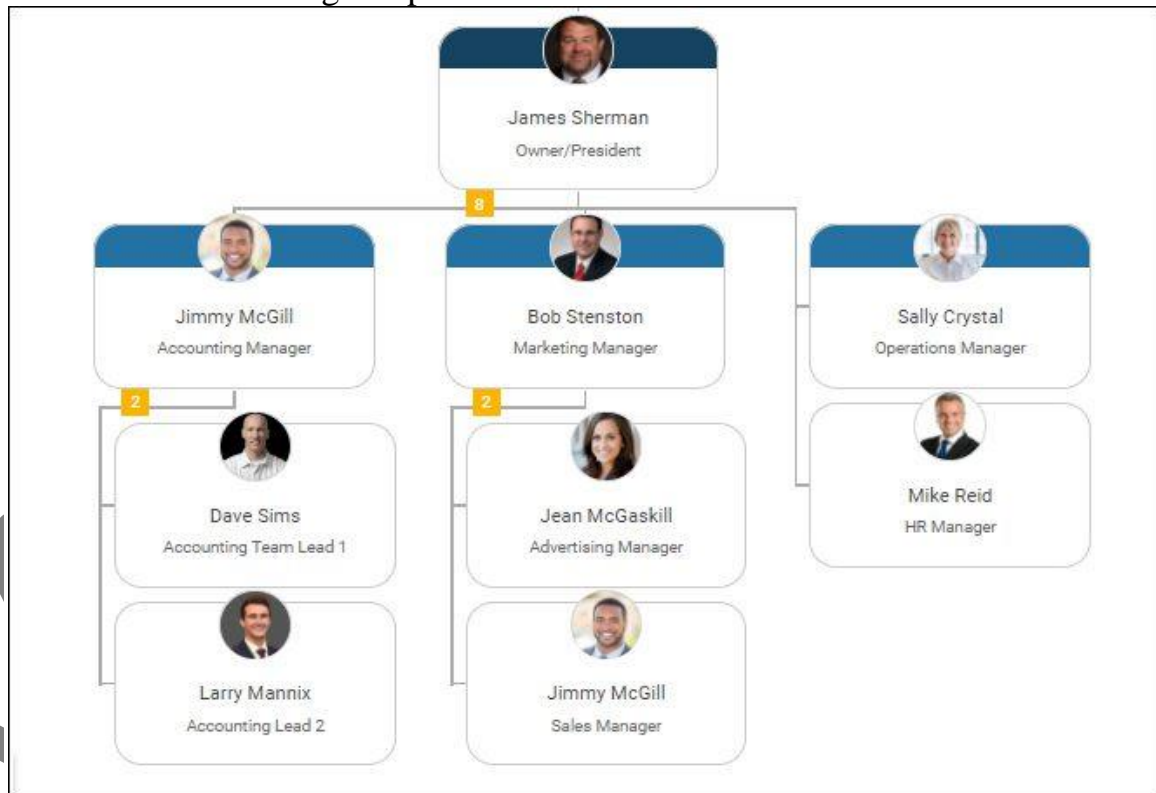 James Sherman
Owner/President
8
Jimmy McGill
Accounting Manager
Bob Stenston
Marketing Manager
Sally Crystal
Operations Manager
2
2
Dave Sims
Accounting Team Lead 1
Jean McGaskill
Advertising Manager
Mike Reid
HR Manager
Larry Mannix
Accounting Lead 2
Jimmy McGill
Sales Manager